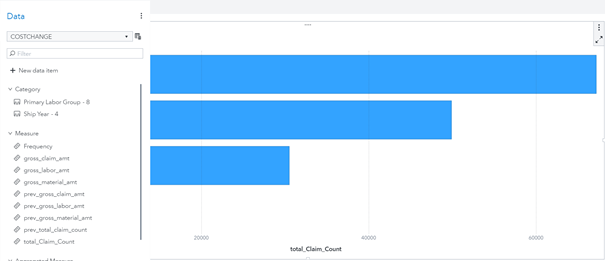 Data
COSTCHANGE
Filter
New data item
Category
Primary Labor Group - 8
Ship Year - 4
Measure
Frequency
gross_claim_amt
gross_labor_amt
gross_material_amt
prev_gross_claim_amt
prev_gross_labor_amt
prev_gross_material_amt
prev_total_claim_count
total_Claim_Count
20000 40000 60000
total_Claim_Count